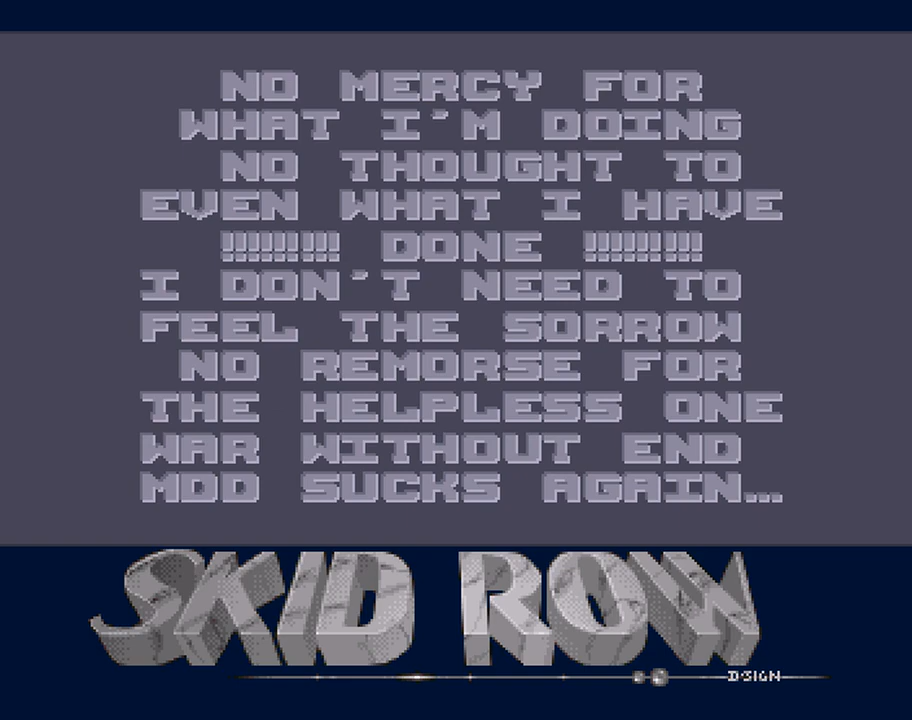 NO MERCY FOR
WHAT I'M DOING
NO THOUGHT TO
EVEN WHAT I HAVE
!!!!!!!!! DONE !!!!!!!!!
I DON'T NEED TO
FEEL THE SORROW
NO REMORSE FOR
THE HELPLESS ONE
WAR WITHOUT END
MDD SUCKS AGAIN...
SKID ROW
D-SIGN